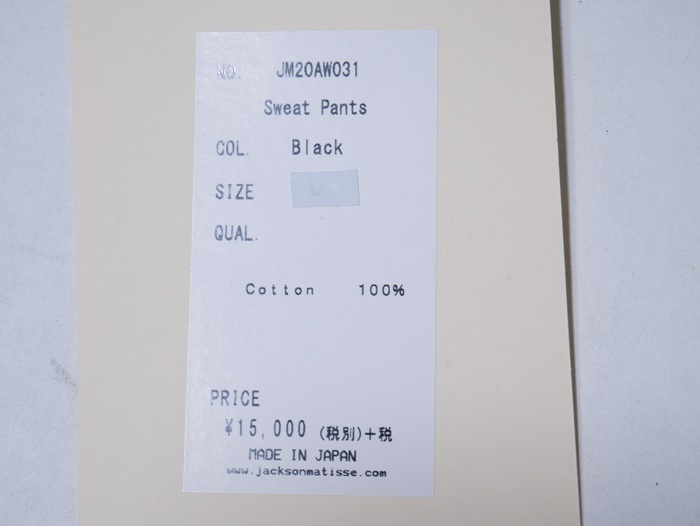 NO. JM20AW031
Sweat Pants
COL. Black
SIZE
QUAL.
Cotton 100%
PRICE
¥15,000 (税別)+税
MADE IN JAPAN
www.jacksonmatisse.com